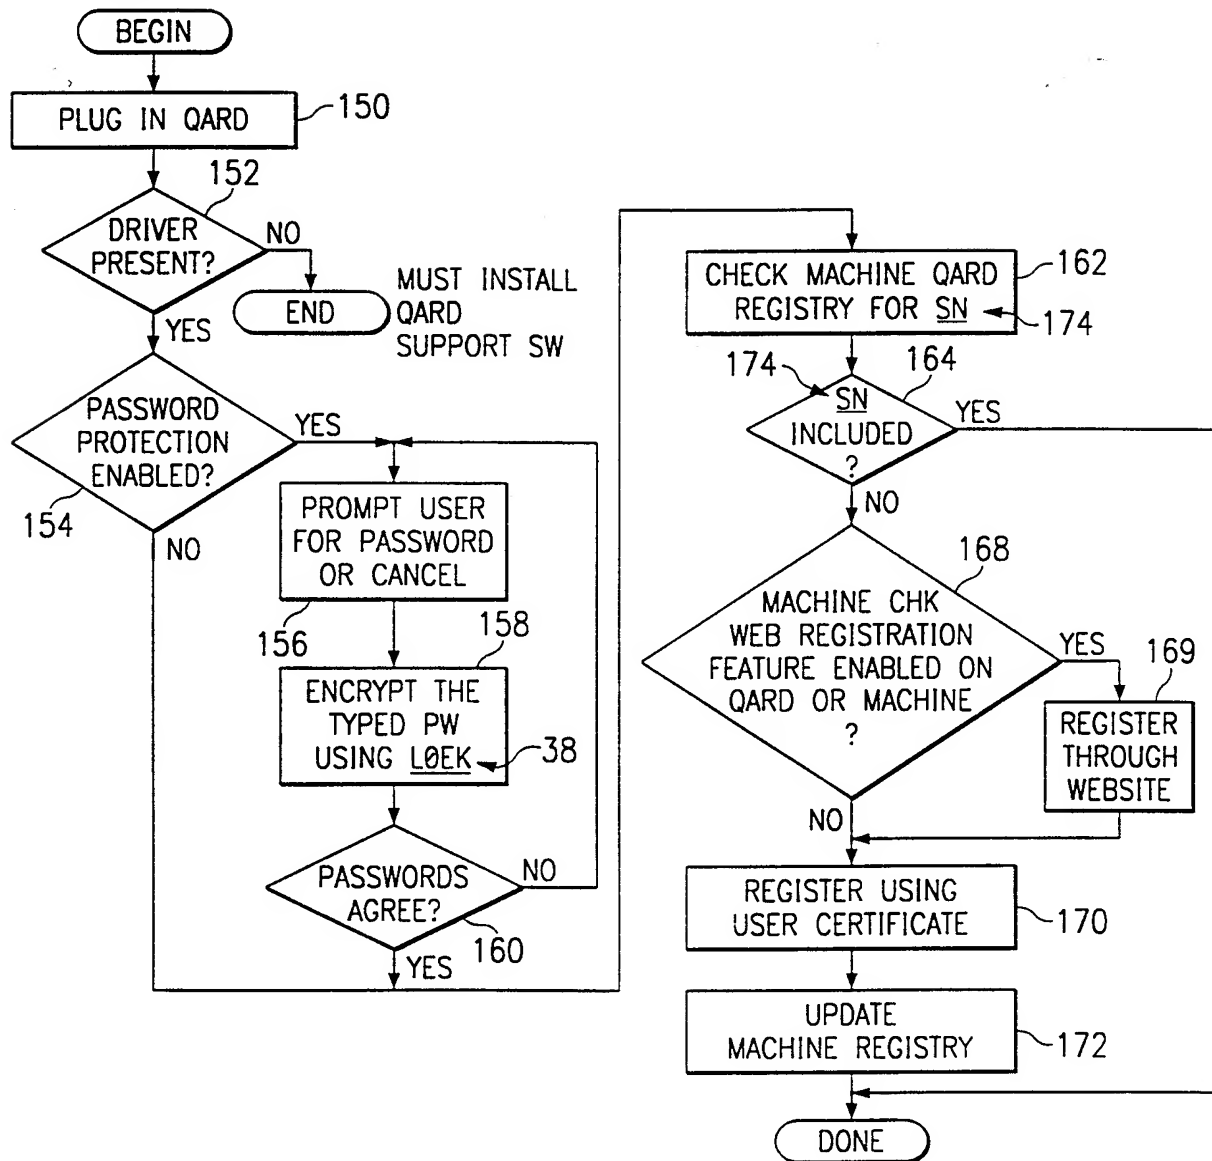 BEGIN
PLUG IN QARD
150
152
DRIVER
PRESENT?
NO
YES
END
MUST INSTALL
QARD
SUPPORT SW
PASSWORD
PROTECTION
ENABLED?
154
YES
NO
PROMPT USER
FOR PASSWORD
OR CANCEL
156
158
ENCRYPT THE
TYPED PW
USING LØEK
38
PASSWORDS
AGREE?
NO
160
YES
CHECK MACHINE QARD
REGISTRY FOR SN
162
174
174
164
SN
INCLUDED
?
YES
NO
168
MACHINE CHK
WEB REGISTRATION
FEATURE ENABLED ON
QARD OR MACHINE
?
YES
169
REGISTER
THROUGH
WEBSITE
NO
REGISTER USING
USER CERTIFICATE
170
UPDATE
MACHINE REGISTRY
172
DONE